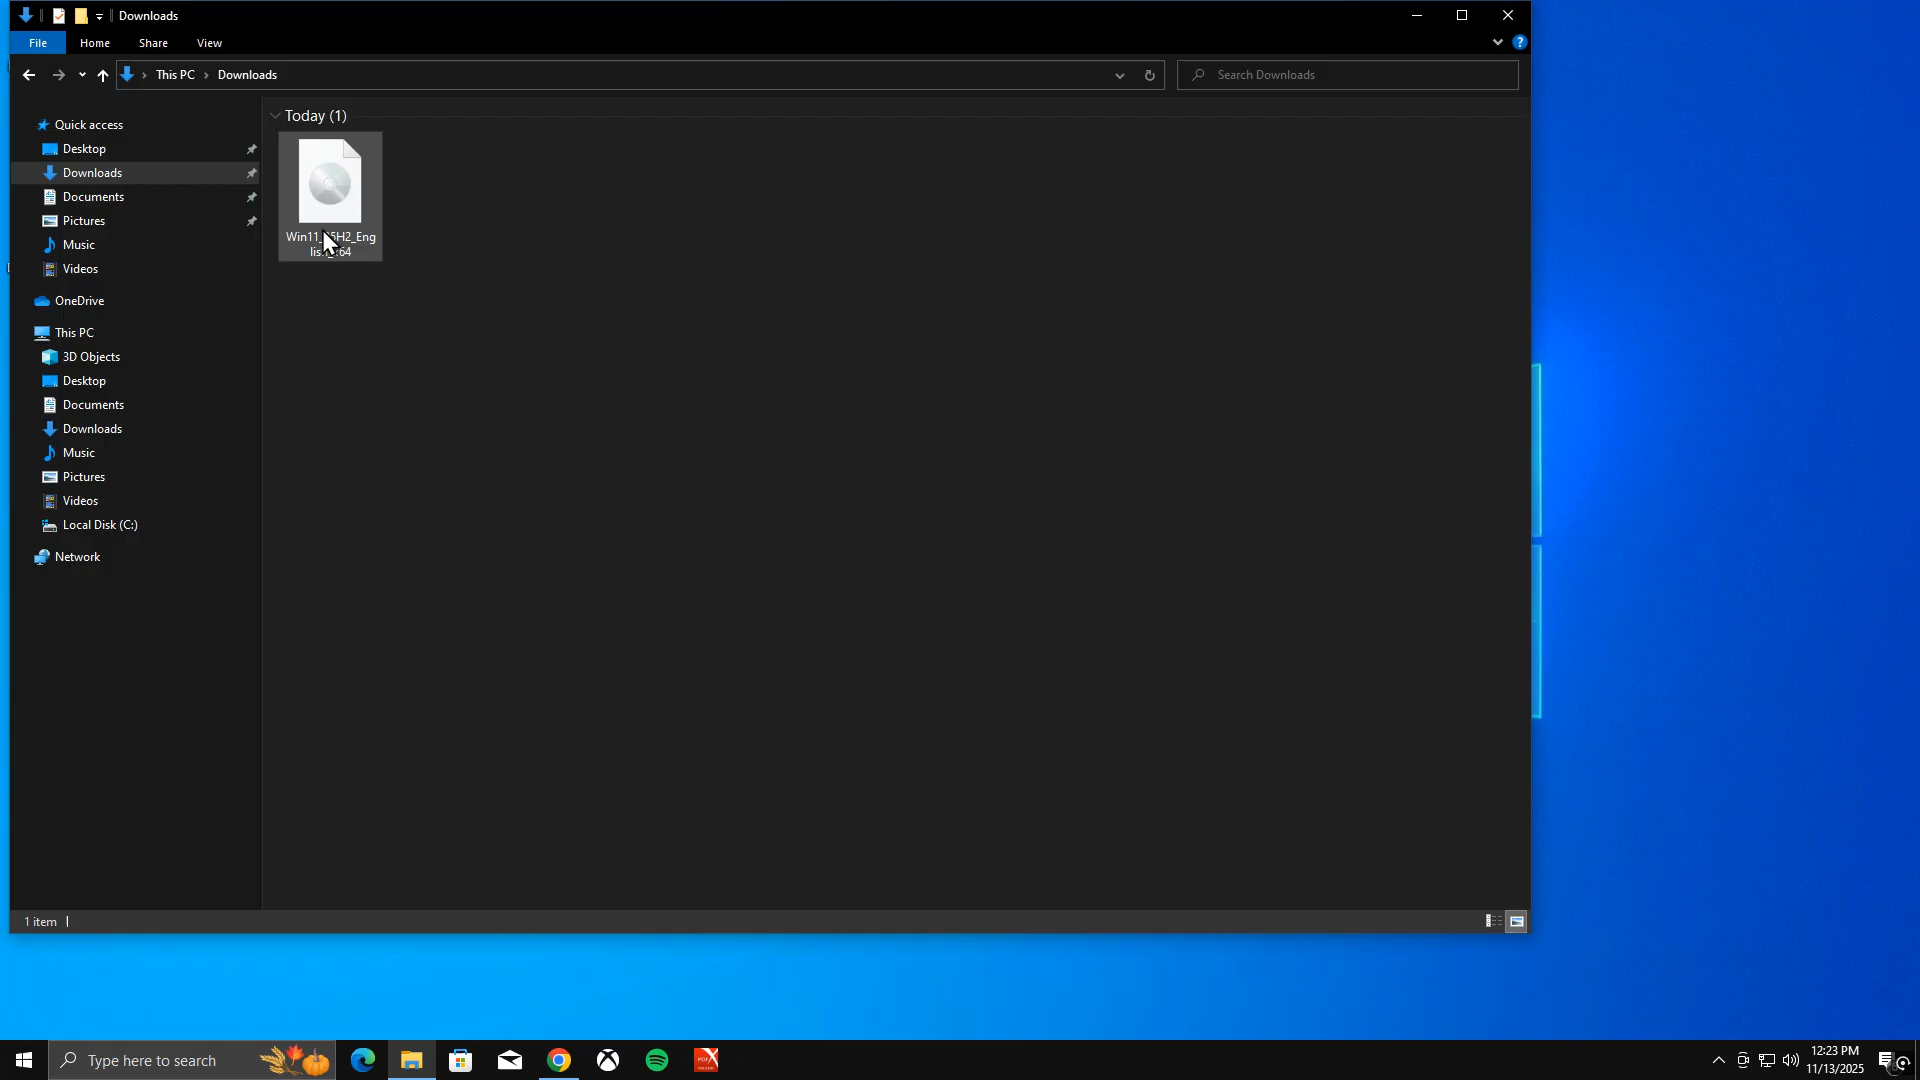 Downloads
File Home Share View
This PC Downloads
Search Downloads
Quick access
Desktop
Downloads
Documents
Pictures
Music
Videos
OneDrive
This PC
3D Objects
Desktop
Documents
Downloads
Music
Pictures
Videos
Local Disk (C:)
Network
Today (1)
1 item
Type here to search
12:23 PM
11/13/2025